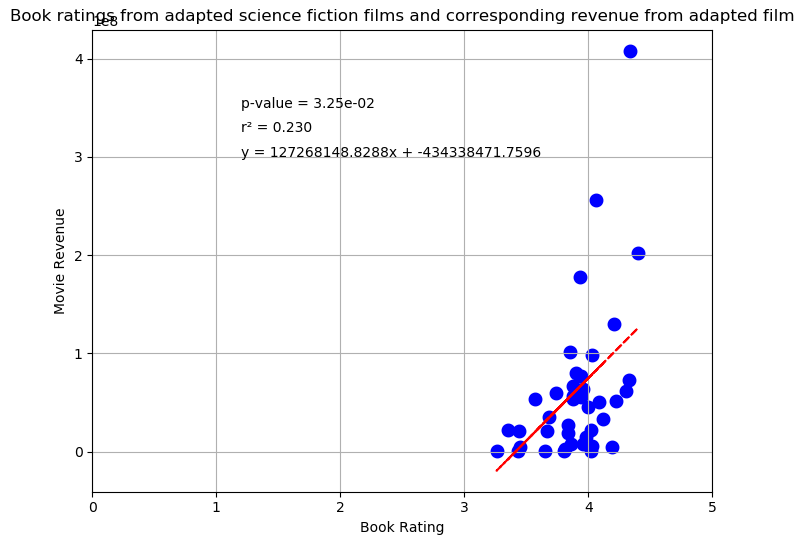 Book ratings from adapted science fiction films and corresponding revenue from adapted film
1e8
p-value = 3.25e-02
r² = 0.230
y = 127268148.8288x + -434338471.7596
4
3
2
1
0
Movie Revenue
0 1 2 3 4 5
Book Rating